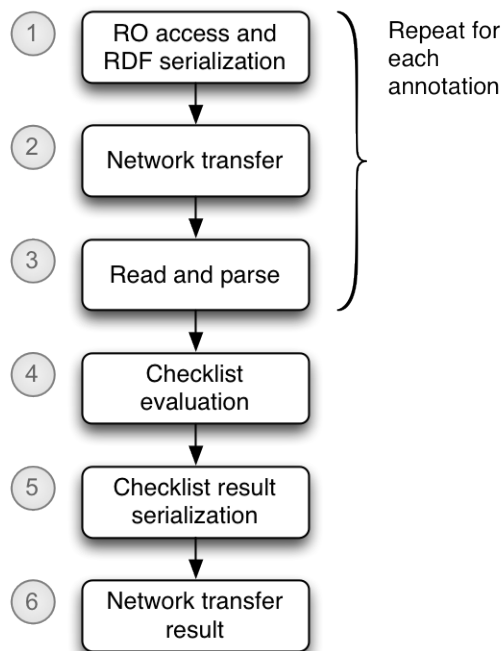 1
RO access and
RDF serialization
Repeat for
each
annotation
2
Network transfer
3
Read and parse
4
Checklist
evaluation
5
Checklist result
serialization
6
Network transfer
result